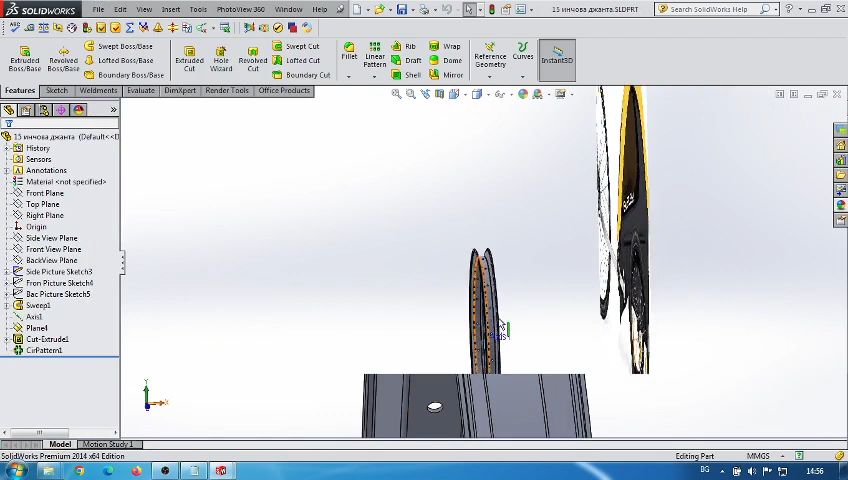 SOLIDWORKS File Edit View Insert Tools PhotoView 360 Window Help 15 инчова джанта.SLDPRT Search SolidWorks Help
Extruded Boss/Base
Revolved Boss/Base
Swept Boss/Base
Lofted Boss/Base
Boundary Boss/Base
Extruded Cut
Hole Wizard
Revolved Cut
Swept Cut
Lofted Cut
Boundary Cut
Fillet
Linear Pattern
Rib
Draft
Shell
Wrap
Dome
Mirror
Reference Geometry
Curves
Instant3D
Features Sketch Weldments Evaluate DimXpert Render Tools Office Products
15 инчова джанта (Default<<D
History
Sensors
Annotations
Material <not specified>
Front Plane
Top Plane
Right Plane
Origin
Side View Plane
Front View Plane
BackView Plane
Side Picture Sketch3
Fron Picture Sketch4
Bac Picture Sketch5
Sweep1
Axis1
Plane4
Cut-Extrude1
CirPattern1
Y
X
Model Motion Study 1
SolidWorks Premium 2014 x64 Edition Editing Part MMGS
BG 14:56